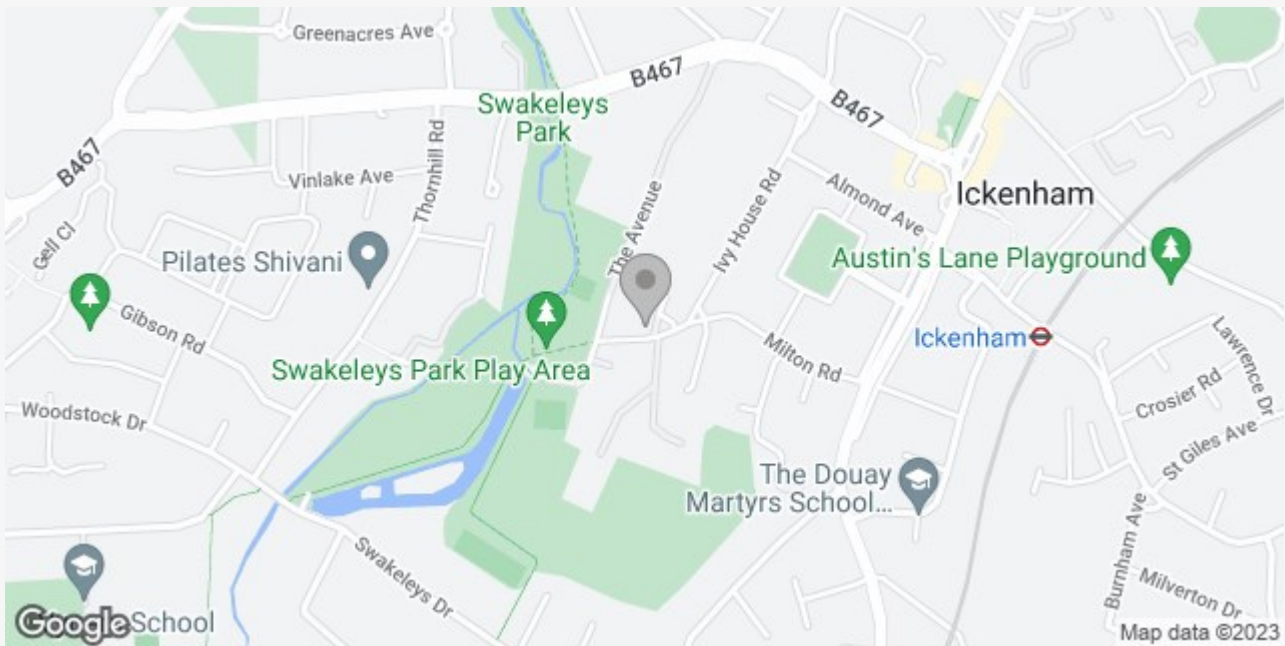 Greenacres Ave
B467
Swakeleys
Park
B467
B467
Vinlake Ave
Thornhill Rd
The Avenue
Ivy House Rd
Almond Ave
Ickenham
Gell Cl
Pilates Shivani
Austin's Lane Playground
Gibson Rd
Ickenham
Milton Rd
Lawrence Dr
Swakeleys Park Play Area
Crosier Rd
Woodstock Dr
St Giles Ave
The Douay
Martyrs School...
Swakeleys Dr
Burnham Ave
Milverton Dr
Google
School
Map data ©2023